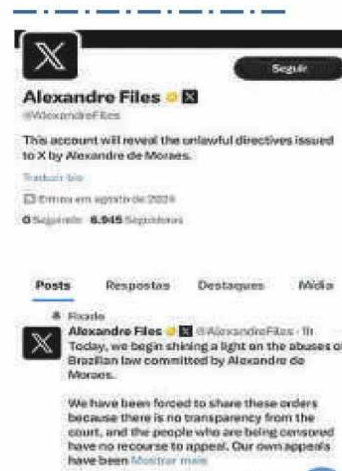 Seguir
Alexandre Files
@AlexandreFiles
This account will reveal the unlawful directives issued
to X by Alexandre de Moraes.
Traduzir bio
Entrou em agosto de 2024
0 Seguindo 6.945 Seguidores
Posts Respostas Destaques Mídia
Fixado
Alexandre Files @AlexandreFiles · 1h
Today, we begin shining a light on the abuses of
Brazilian law committed by Alexandre de
Moraes.
We have been forced to share these orders
because there is no transparency from the
court, and the people who are being censored
have no recourse to appeal. Our own appeals
have been Mostrar mais